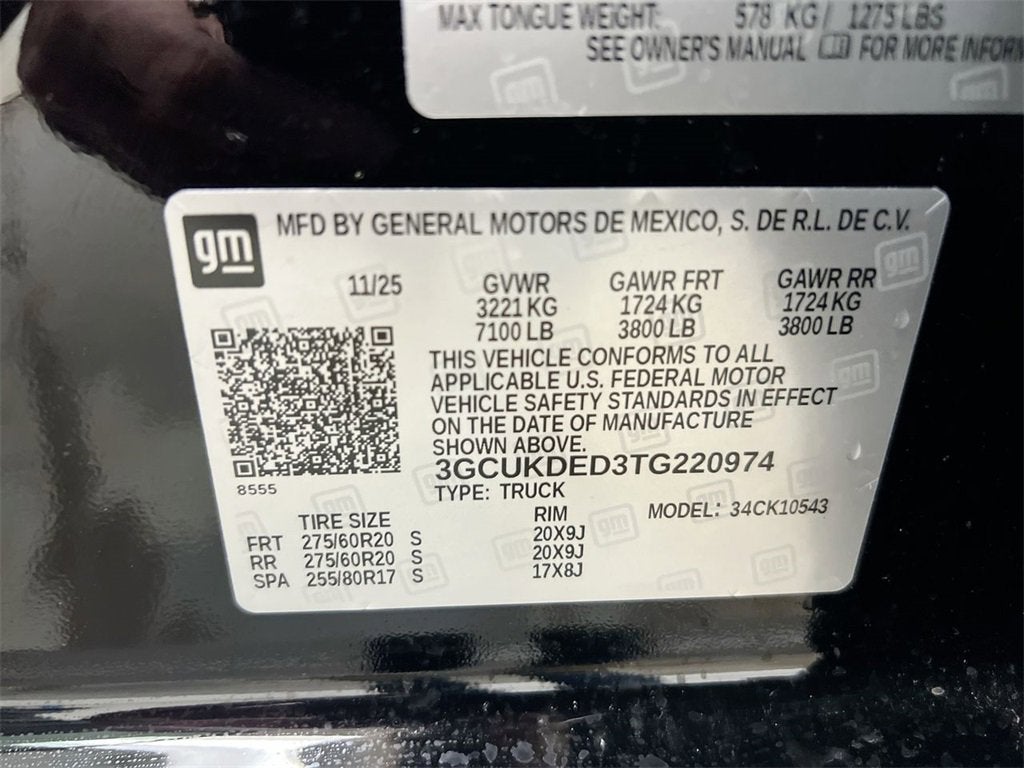 MAX TONGUE WEIGHT: 578 KG / 1275 LBS
SEE OWNER'S MANUAL FOR MORE INFORM
gm
MFD BY GENERAL MOTORS DE MEXICO, S. DE R.L. DE C.V.
11/25 GVWR GAWR FRT GAWR RR
3221 KG 1724 KG 1724 KG
7100 LB 3800 LB 3800 LB
THIS VEHICLE CONFORMS TO ALL
APPLICABLE U.S. FEDERAL MOTOR
VEHICLE SAFETY STANDARDS IN EFFECT
ON THE DATE OF MANUFACTURE
SHOWN ABOVE.
3GCUKDED3TG220974
8555
TYPE: TRUCK
MODEL: 34CK10543
TIRE SIZE RIM
FRT 275/60R20 S 20X9J
RR 275/60R20 S 20X9J
SPA 255/80R17 S 17X8J